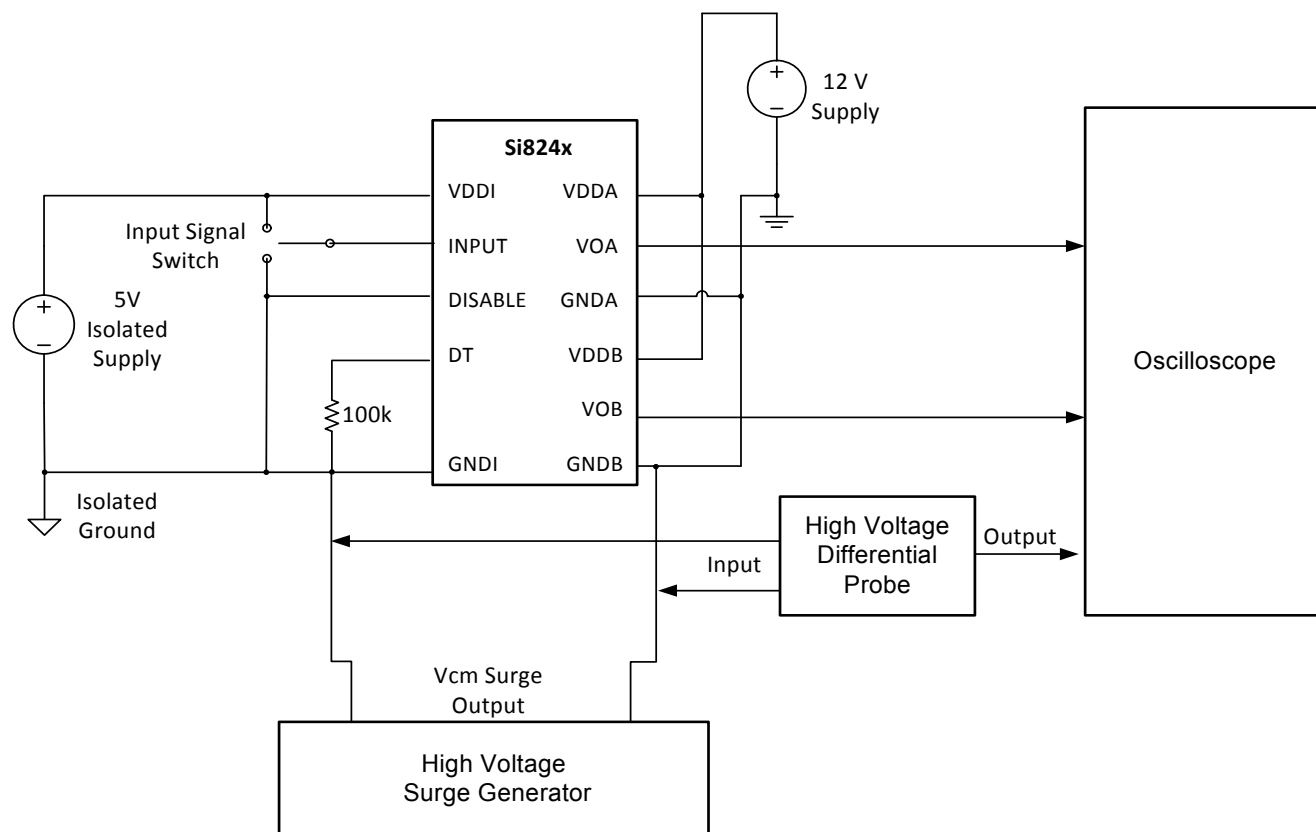 12 V
Supply
Si824x
VDDI
VDDA
Input Signal
Switch
INPUT
VOA
5V
Isolated
Supply
DISABLE
GNDA
DT
VDDB
Oscilloscope
100k
VOB
GNDI
GNDB
Isolated
Ground
High Voltage
Differential
Probe
Output
Input
Vcm Surge
Output
High Voltage
Surge Generator